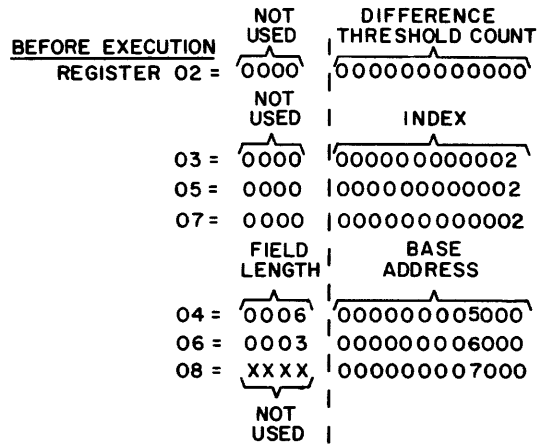 NOT USED DIFFERENCE THRESHOLD COUNT
BEFORE EXECUTION
REGISTER 02 = 0000 000000000000
NOT USED INDEX
03 = 0000 000000000002
05 = 0000 000000000002
07 = 0000 000000000002
FIELD LENGTH BASE ADDRESS
04 = 0006 000000005000
06 = 0003 000000006000
08 = XXXX 000000007000
NOT USED